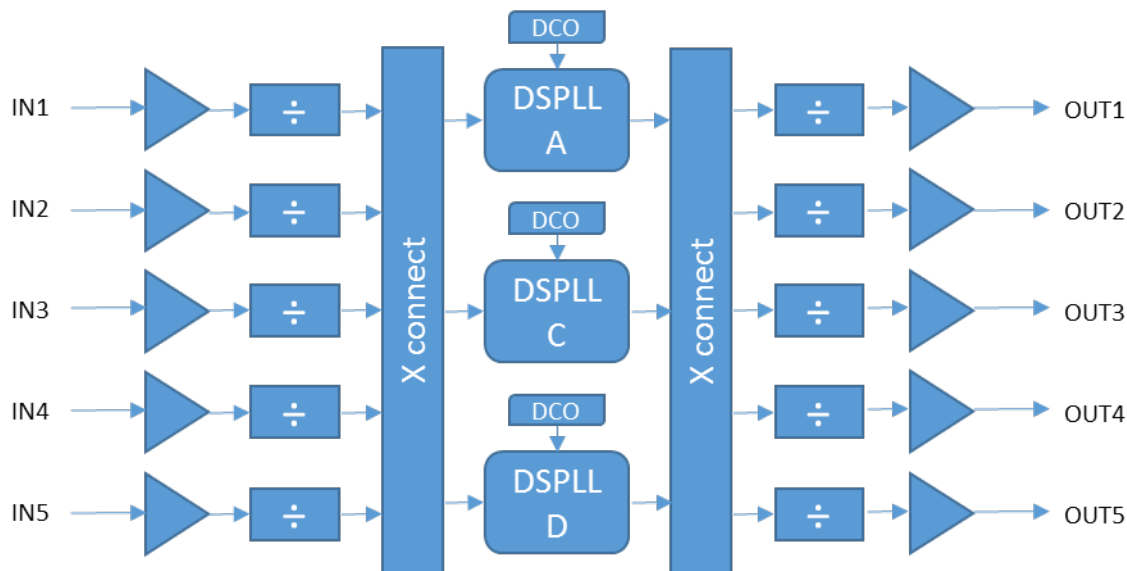 DCO
IN1
÷
DSPLL
A
÷
OUT1
IN2
÷
DCO
÷
OUT2
IN3
÷
X connect
DSPLL
C
X connect
÷
OUT3
IN4
÷
DCO
÷
OUT4
IN5
÷
DSPLL
D
÷
OUT5